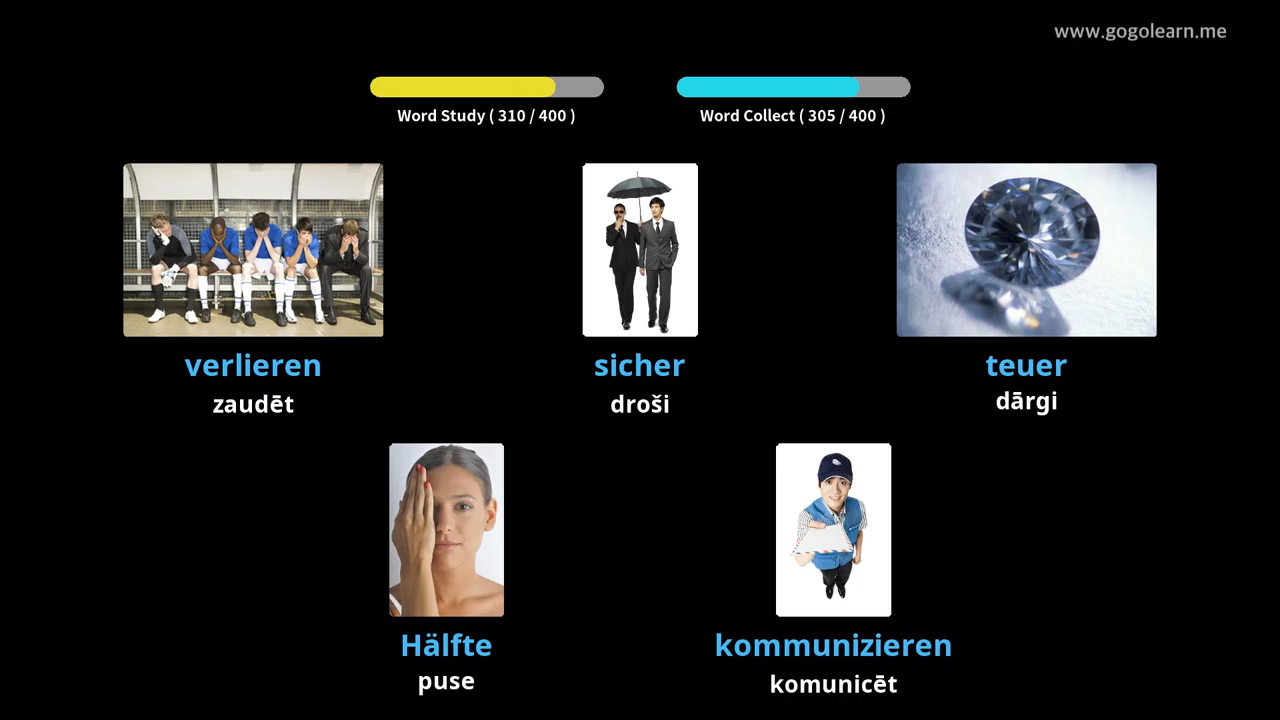 www.gogolearn.me
Word Study ( 310 / 400 )
Word Collect ( 305 / 400 )
verlieren
zaudēt
sicher
droši
teuer
dārgi
Hälfte
puse
kommunizieren
komunicēt